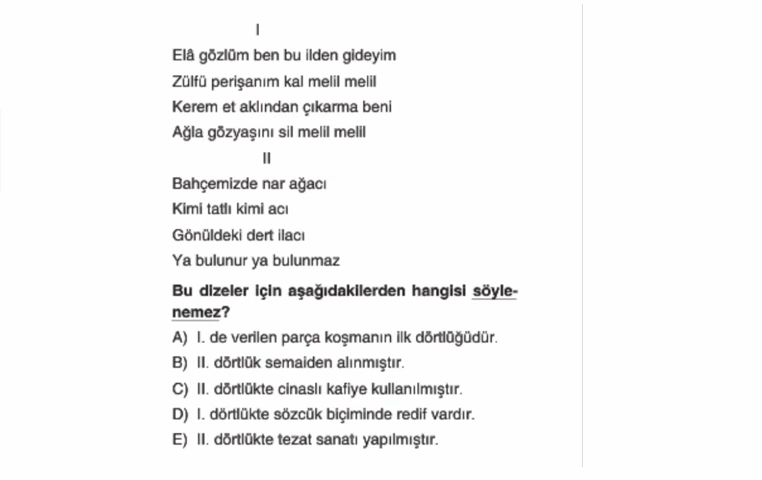 I
Elâ gözlüm ben bu ilden gideyim
Zülfü perişanım kal melil melil
Kerem et aklından çıkarma beni
Ağla gözyaşını sil melil melil
II
Bahçemizde nar ağacı
Kimi tatlı kimi acı
Gönüldeki dert ilacı
Ya bulunur ya bulunmaz
Bu dizeler için aşağıdakilerden hangisi söyle-
nemez?
A) I. de verilen parça koşmanın ilk dörtlüğüdür.
B) II. dörtlük semaiden alınmıştır.
C) II. dörtlükte cinaslı kafiye kullanılmıştır.
D) I. dörtlükte sözcük biçiminde redif vardır.
E) II. dörtlükte tezat sanatı yapılmıştır.